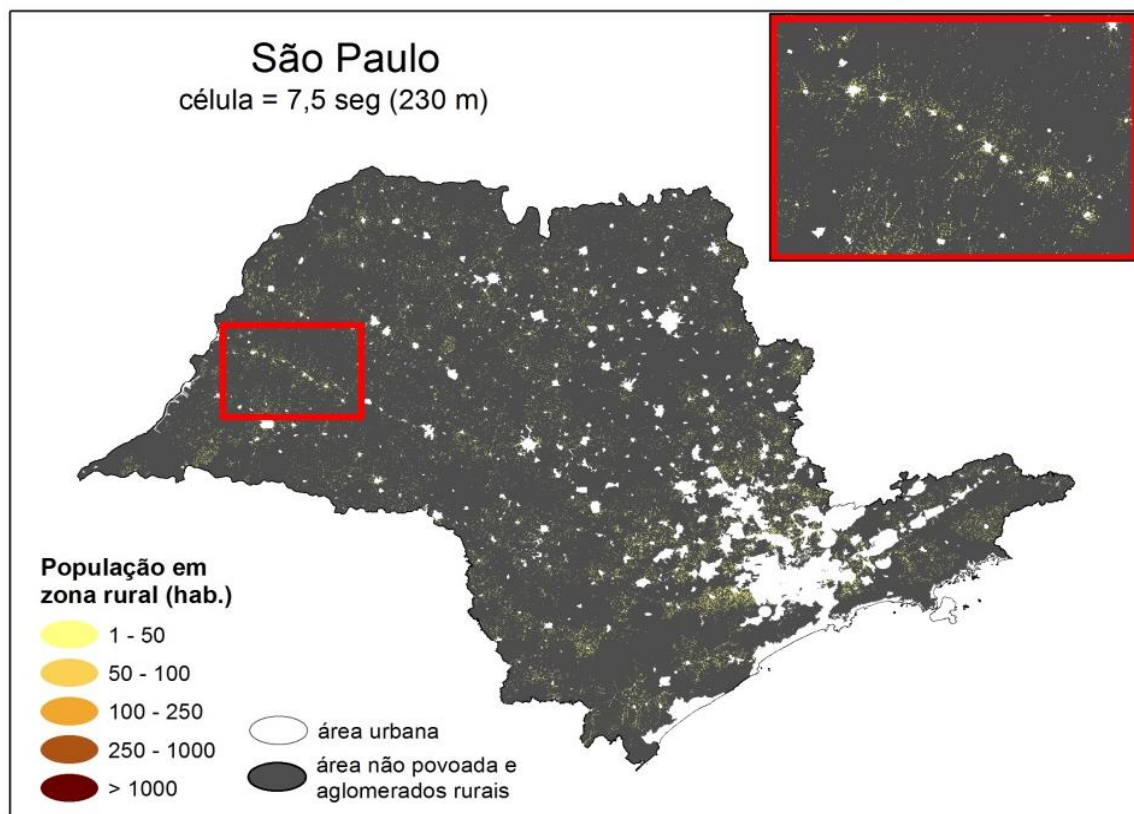 São Paulo
célula = 7,5 seg (230 m)
População em
zona rural (hab.)
1 - 50
50 - 100
100 - 250
250 - 1000
> 1000
área urbana
área não povoada e
aglomerados rurais